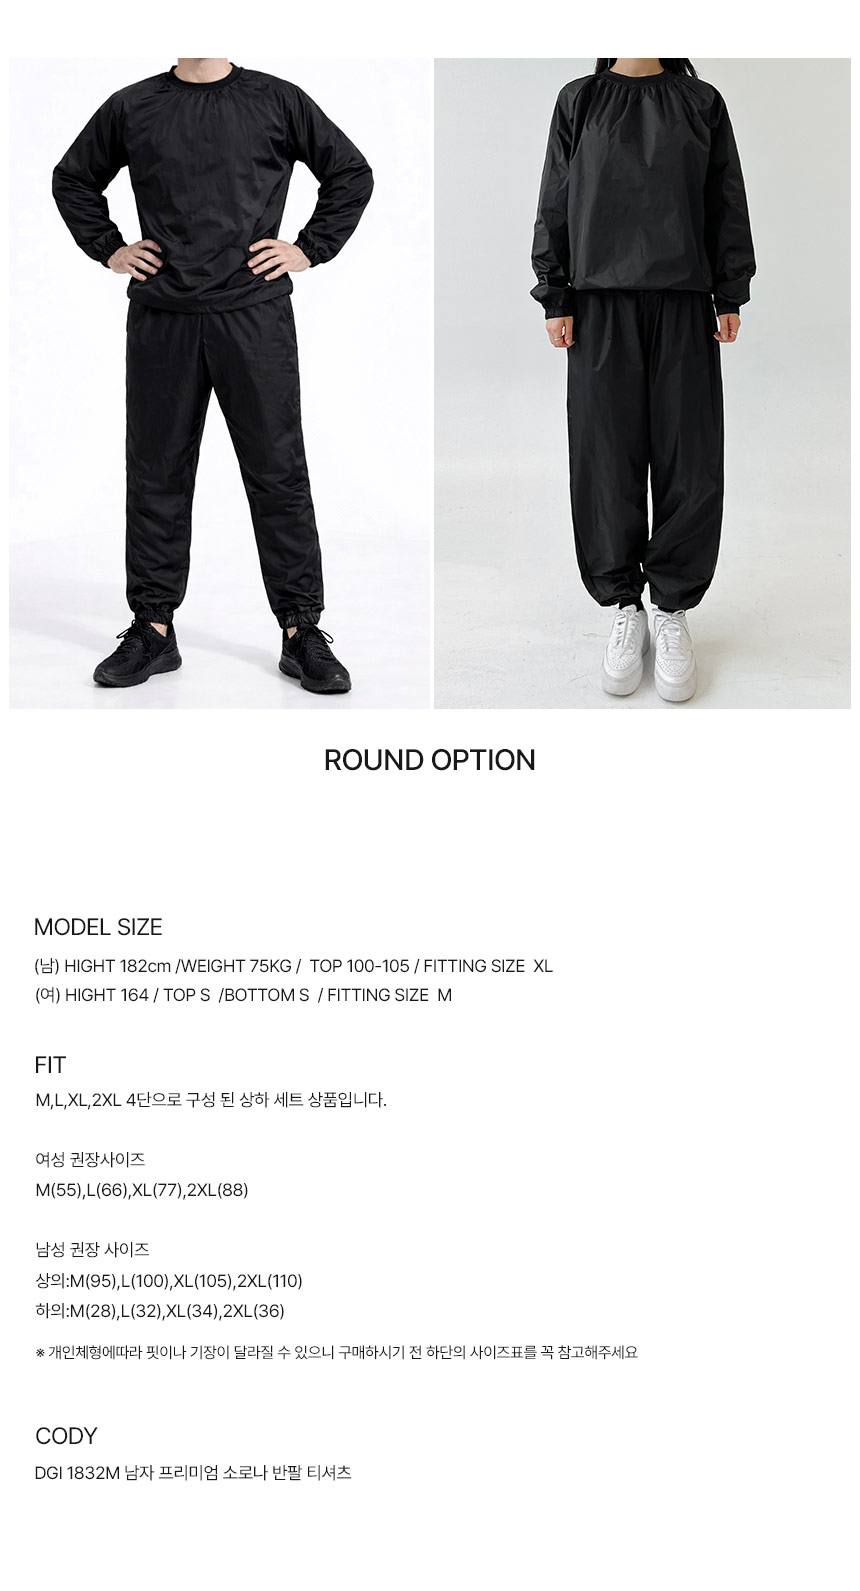 ROUND OPTION
MODEL SIZE
(남) HIGHT 182cm /WEIGHT 75KG / TOP 100-105 / FITTING SIZE XL
(여) HIGHT 164 / TOP S /BOTTOM S / FITTING SIZE M
FIT
M,L,XL,2XL 4단으로 구성 된 상하 세트 상품입니다.
여성 권장사이즈
M(55),L(66),XL(77),2XL(88)
남성 권장 사이즈
상의:M(95),L(100),XL(105),2XL(110)
하의:M(28),L(32),XL(34),2XL(36)
※ 개인체형에따라 핏이나 기장이 달라질 수 있으니 구매하시기 전 하단의 사이즈표를 꼭 참고해주세요
CODY
DGI 1832M 남자 프리미엄 소로나 반팔 티셔츠